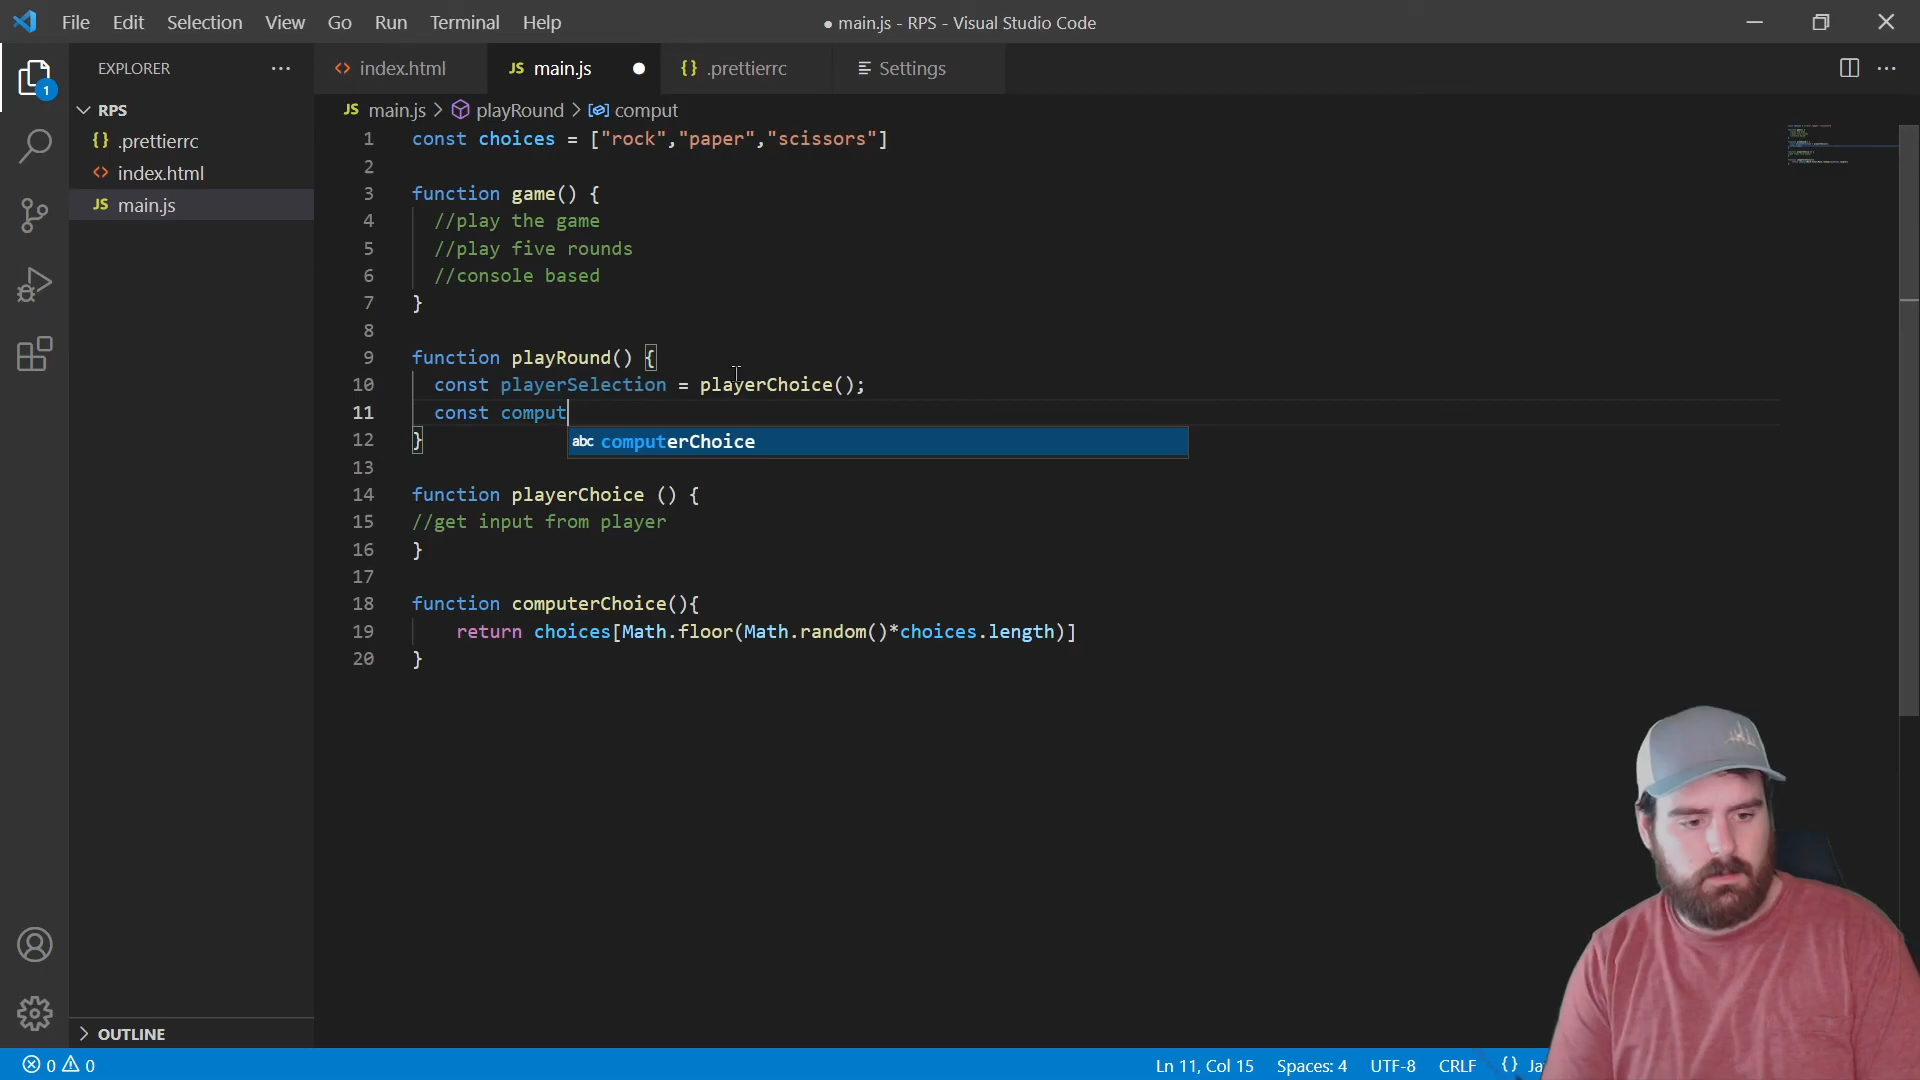 File Edit Selection View Go Run Terminal Help
● main.js - RPS - Visual Studio Code
EXPLORER
index.html
JS main.js
{} .prettierrc
Settings
RPS
JS main.js > playRound > comput
{} .prettierrc
index.html
JS main.js
1
1 const choices = ["rock","paper","scissors"]
2
3 function game() {
4 //play the game
5 //play five rounds
6 //console based
7 }
8
9 function playRound() {
10 const playerSelection = playerChoice();
11 const comput
abc computerChoice
12 }
13
14 function playerChoice () {
15 //get input from player
16 }
17
18 function computerChoice(){
19 return choices[Math.floor(Math.random()*choices.length)]
20 }
OUTLINE
0 0
Ln 11, Col 15 Spaces: 4 UTF-8 CRLF {} Ja